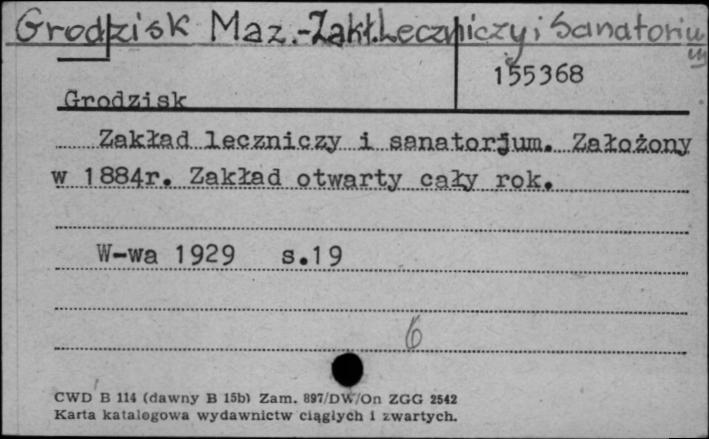 Grodzisk Maz.-Zakł.Leczniczy i Sanatorium
155368
Grodzisk
Zakład leczniczy i sanatorjum. Założony
w 1884r. Zakład otwarty cały rok.
W-wa 1929 s.19
6
CWD B 114 (dawny B 15b) Zam. 897/DW/On ZGG 2542
Karta katalogowa wydawnictw ciągłych i zwartych.